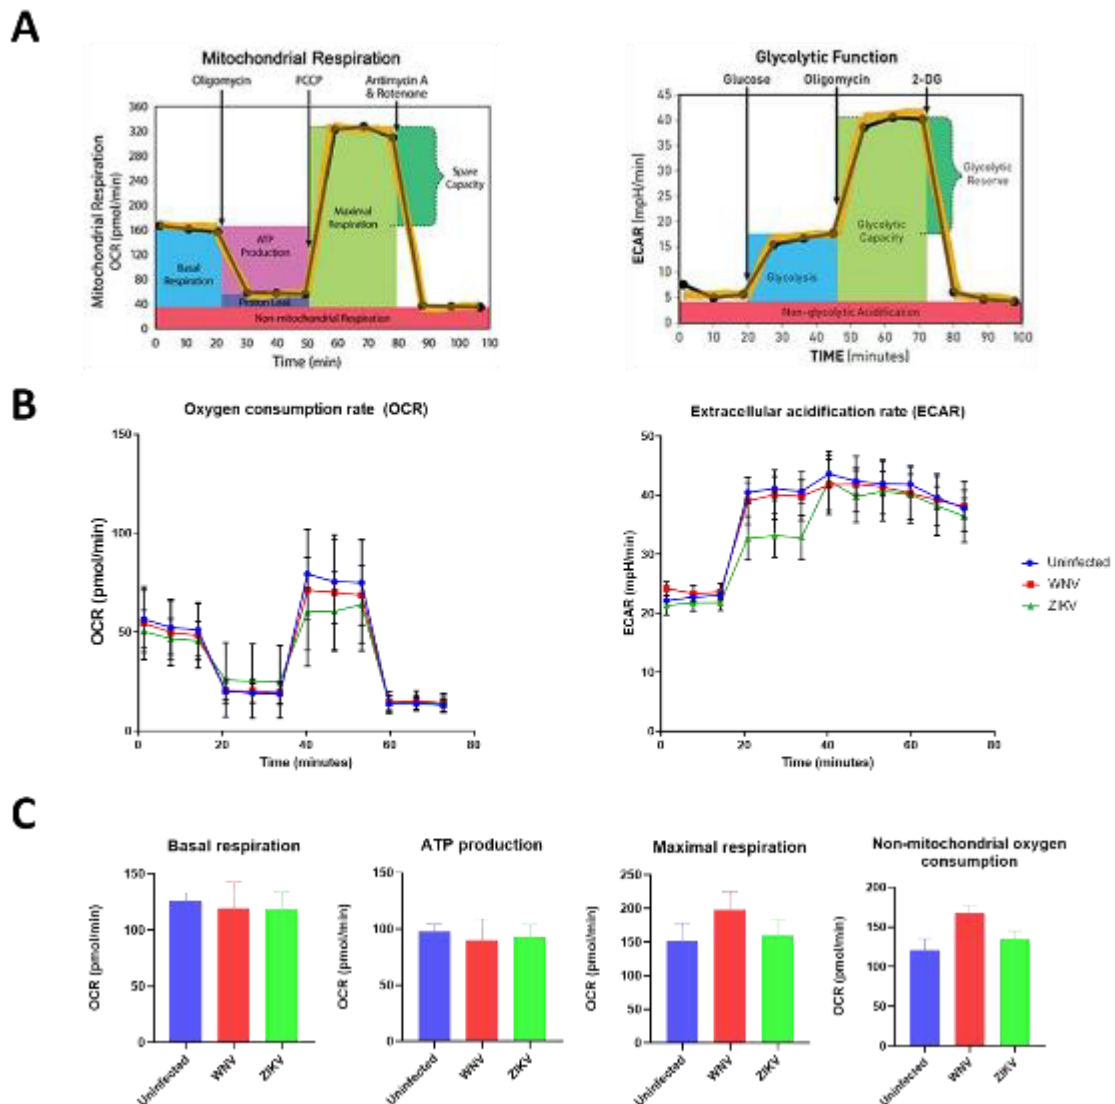 A
Mitochondrial Respiration
Oligomycin
FCCP
Antimycin A
& Rotenone
Mitochondrial Respiration
OCR (pmol/min)
360
320
280
240
200
160
120
80
40
0
Spare
Capacity
Maximal
Respiration
ATP
Production
Basal
Respiration
Proton Leak
Non-mitochondrial Respiration
0 10 20 30 40 50 60 70 80 90 100 110
Time (min)
Glycolytic Function
Glucose
Oligomycin
2-DG
ECAR (mpH/min)
45
40
35
30
25
20
15
10
5
0
Glycolytic
Reserve
Glycolytic
Capacity
Glycolysis
Non-glycolytic Acidification
0 10 20 30 40 50 60 70 80 90 100
TIME (minutes)
B
Oxygen consumption rate (OCR)
OCR (pmol/min)
150
100
50
0
0 20 40 60 80
Time (minutes)
Extracellular acidification rate (ECAR)
ECAR (mpH/min)
50
40
30
20
10
0
0 20 40 60 80
Time (minutes)
Uninfected
WNV
ZIKV
C
Basal respiration
OCR (pmol/min)
150
100
50
0
Uninfected
WNV
ZIKV
ATP production
OCR (pmol/min)
150
100
50
0
Uninfected
WNV
ZIKV
Maximal respiration
OCR (pmol/min)
250
200
150
100
50
0
Uninfected
WNV
ZIKV
Non-mitochondrial oxygen
consumption
OCR (pmol/min)
200
150
100
50
0
Uninfected
WNV
ZIKV